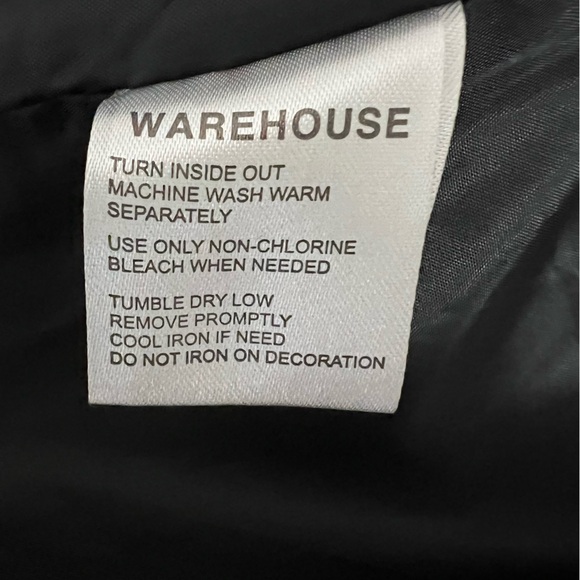 WAREHOUSE
TURN INSIDE OUT
MACHINE WASH WARM
SEPARATELY
USE ONLY NON-CHLORINE
BLEACH WHEN NEEDED
TUMBLE DRY LOW
REMOVE PROMPTLY
COOL IRON IF NEED
DO NOT IRON ON DECORATION